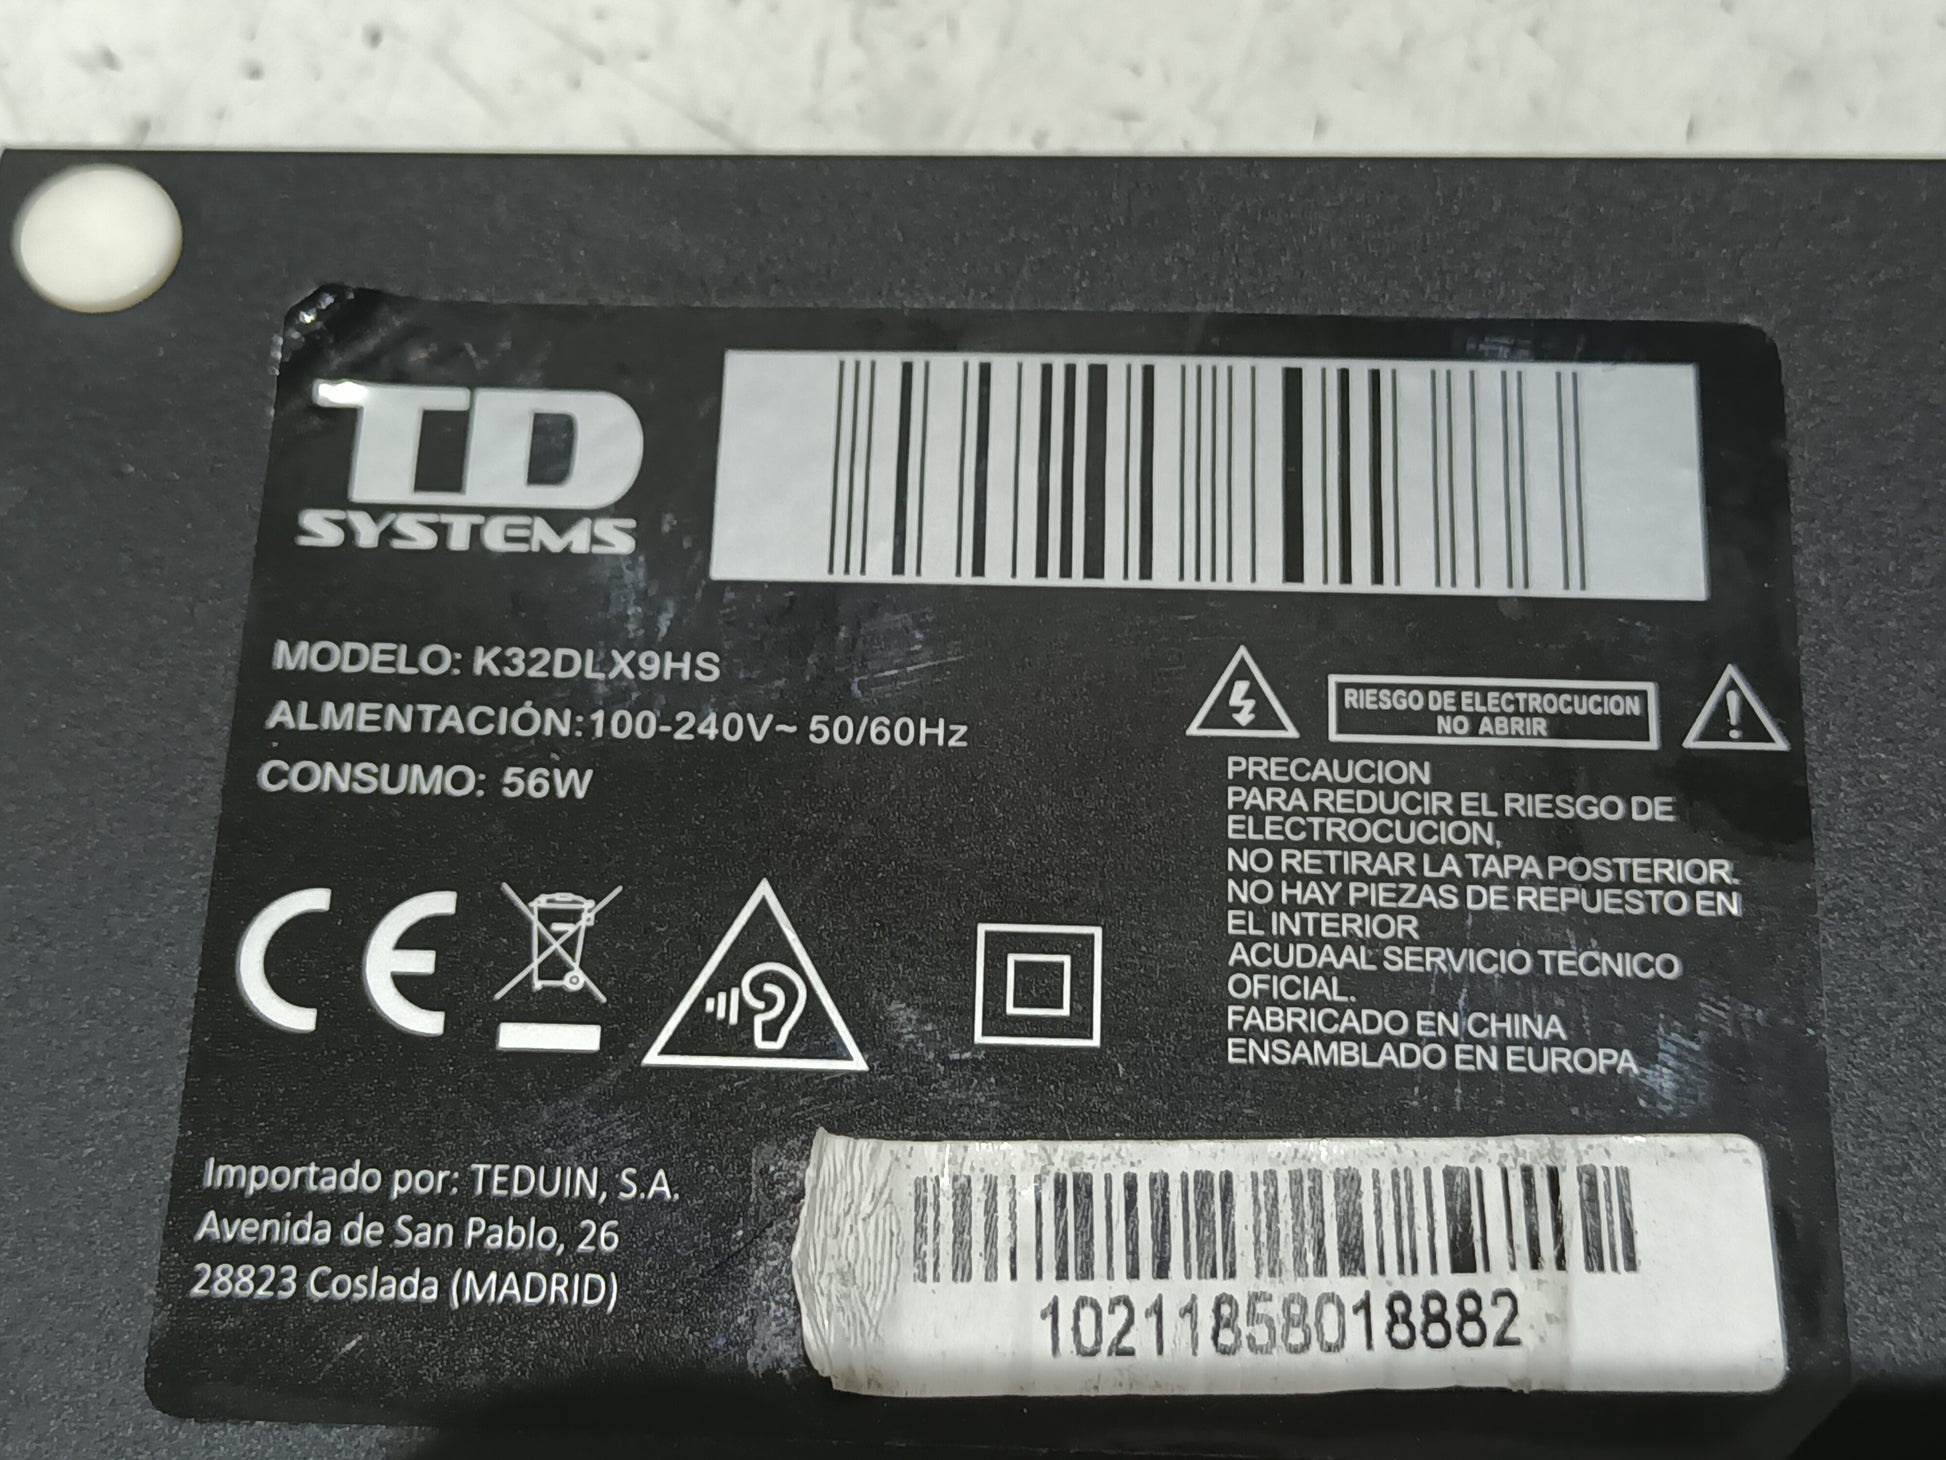 TD
SYSTEMS
MODELO: K32DLX9HS
ALMENTACIÓN:100-240V~ 50/60Hz
CONSUMO: 56W
RIESGO DE ELECTROCUCION
NO ABRIR
PRECAUCION
PARA REDUCIR EL RIESGO DE
ELECTROCUCION,
NO RETIRAR LA TAPA POSTERIOR.
NO HAY PIEZAS DE REPUESTO EN
EL INTERIOR
ACUDAAL SERVICIO TECNICO
OFICIAL.
FABRICADO EN CHINA
ENSAMBLADO EN EUROPA
CE
Importado por: TEDUIN, S.A.
Avenida de San Pablo, 26
28823 Coslada (MADRID)
10211858018882